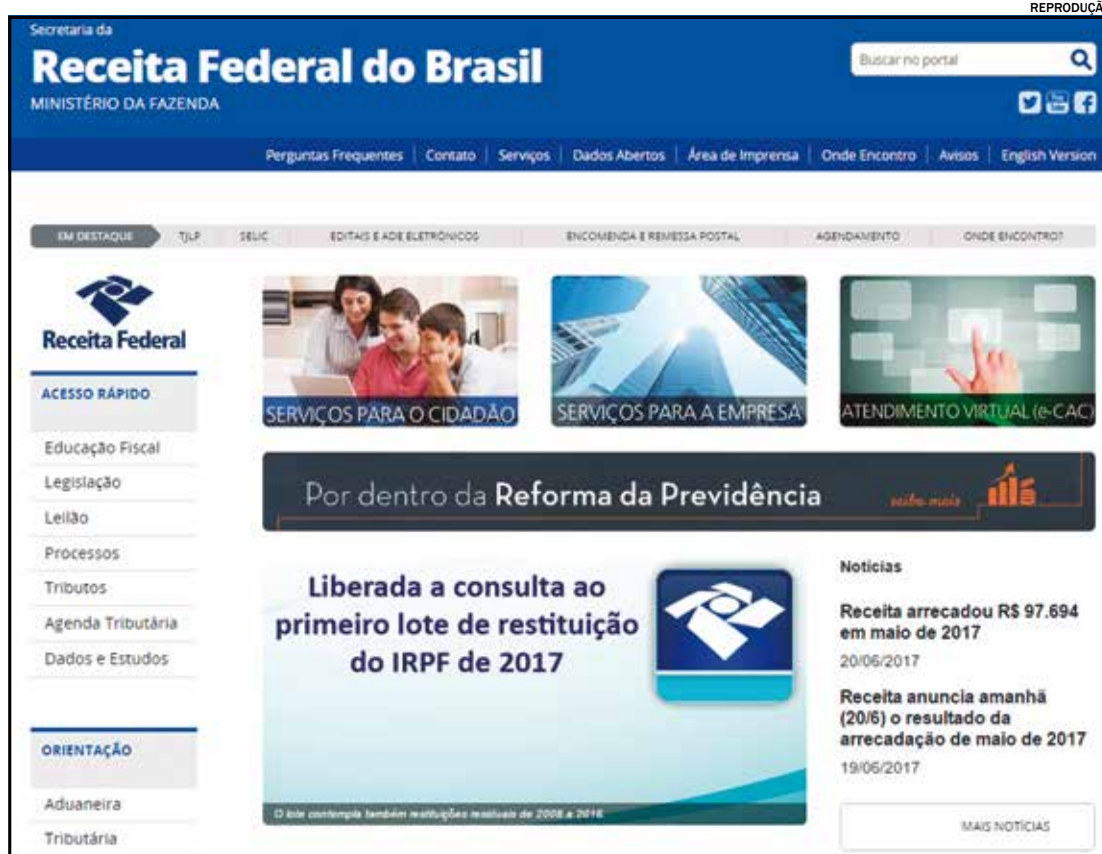 REPRODUÇÃ
Secretaria da
Receita Federal do Brasil
MINISTÉRIO DA FAZENDA
Buscar no portal
Perguntas Frequentes Contato Serviços Dados Abertos Área de Imprensa Onde Encontro Avisos English Version
EM DESTAQUE TJLP SELIC EDITAIS E ADE ELETRÔNICOS ENCOMENDA E REMESSA POSTAL AGENDAMENTO ONDE ENCONTRO?
Receita Federal
SERVIÇOS PARA O CIDADÃO
SERVIÇOS PARA A EMPRESA
ATENDIMENTO VIRTUAL (e-CAC)
ACESSO RÁPIDO
Educação Fiscal
Legislação
Leilão
Processos
Tributos
Agenda Tributária
Dados e Estudos
ORIENTAÇÃO
Aduaneira
Tributária
Por dentro da Reforma da Previdência saiba mais
Liberada a consulta ao
primeiro lote de restituição
do IRPF de 2017
O lote contempla também restituições residuais de 2008 a 2016
Notícias
Receita arrecadou R$ 97.694
em maio de 2017
20/06/2017
Receita anuncia amanhã
(20/6) o resultado da
arrecadação de maio de 2017
19/06/2017
MAIS NOTÍCIAS